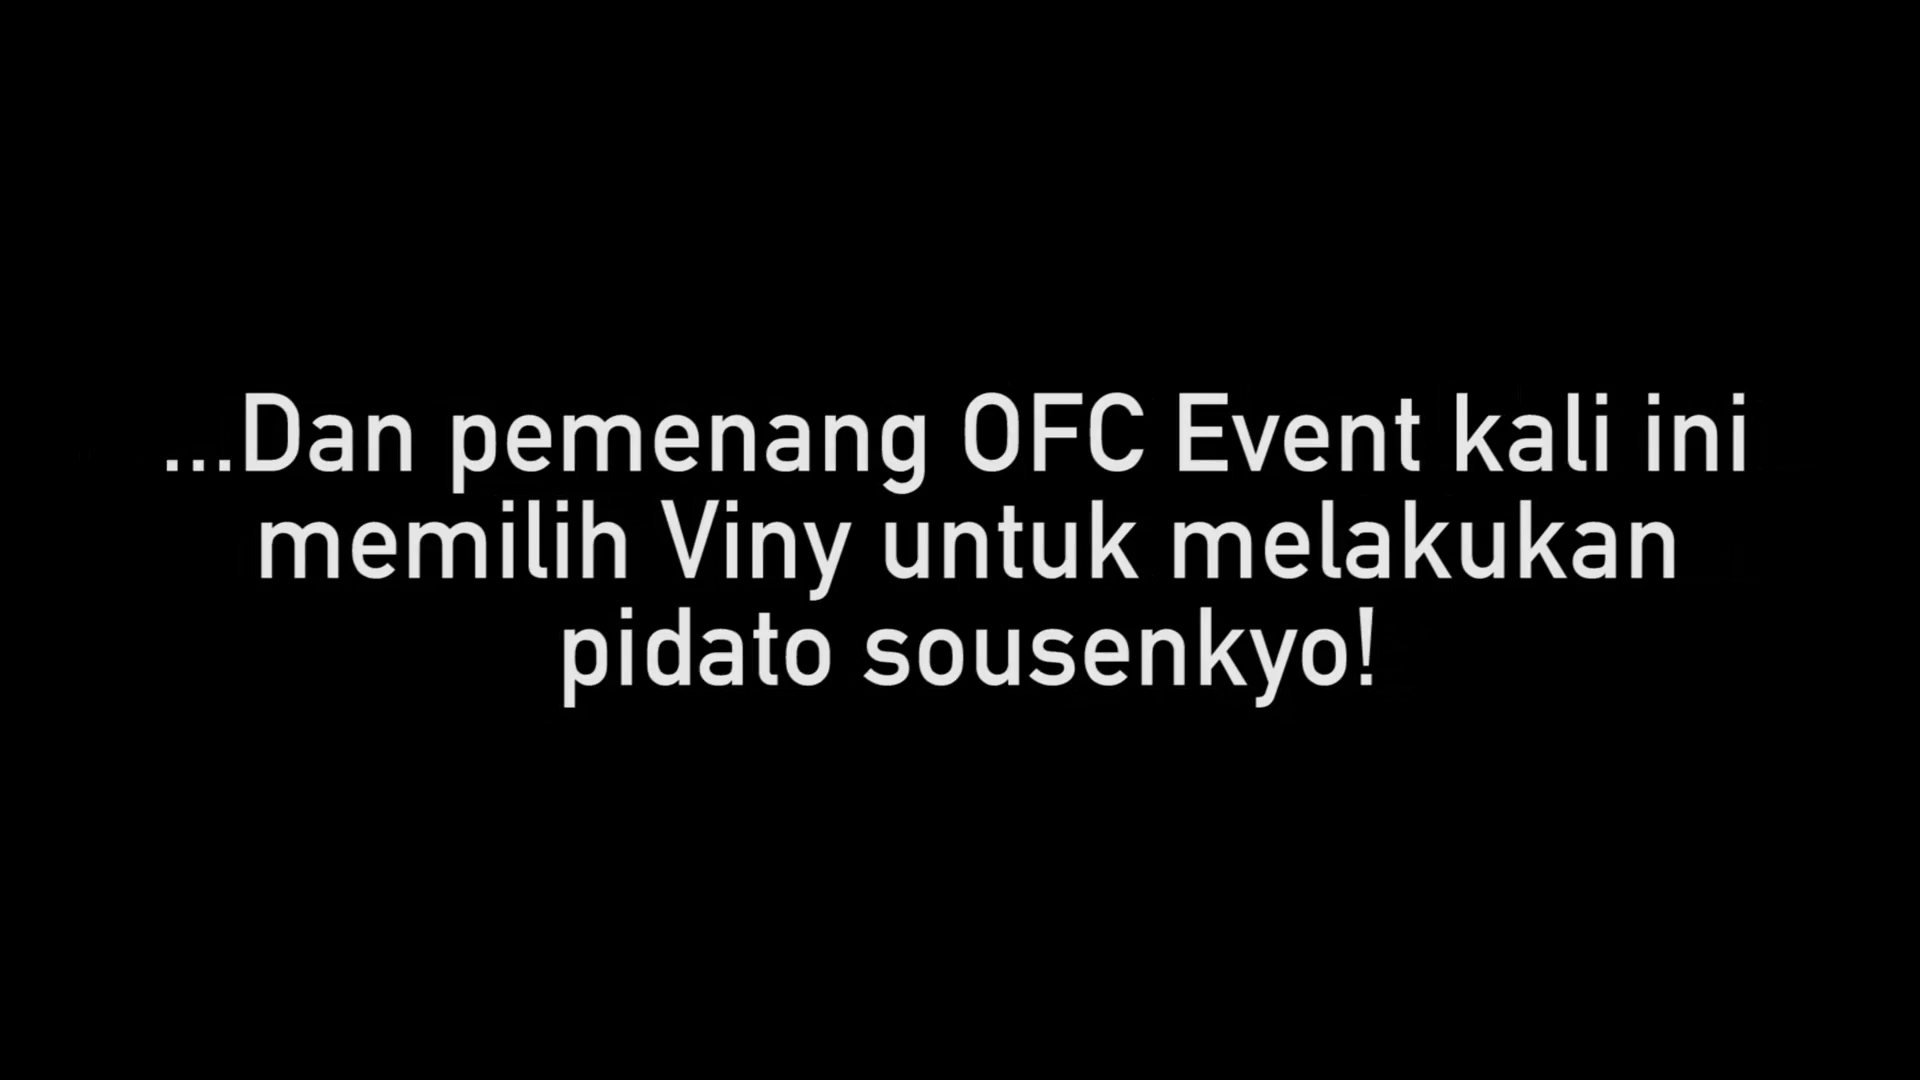 ...Dan pemenang OFC Event kali ini
memilih Viny untuk melakukan
pidato sousenkyo!